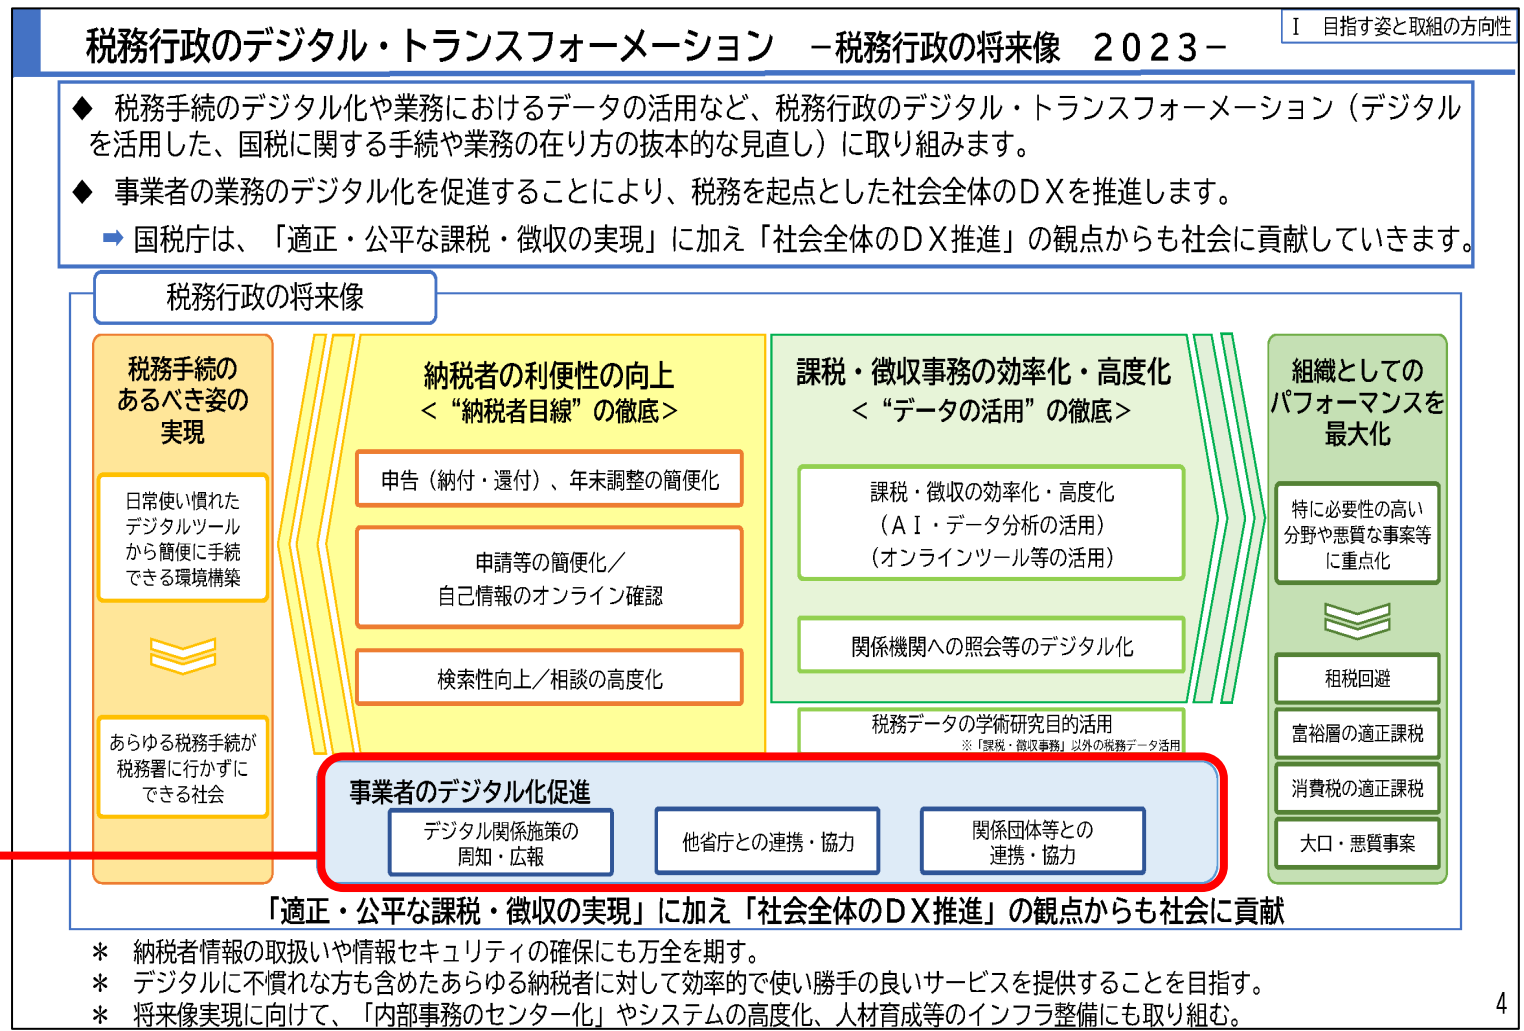 Ⅰ　目指す姿と取組の方向性
税務行政のデジタル・トランスフォーメーション　－税務行政の将来像　２０２３－
◆　税務手続のデジタル化や業務におけるデータの活用など、税務行政のデジタル・トランスフォーメーション（デジタル
を活用した、国税に関する手続や業務の在り方の抜本的な見直し）に取り組みます。
◆　事業者の業務のデジタル化を促進することにより、税務を起点とした社会全体のＤＸを推進します。
➡ 国税庁は、「適正・公平な課税・徴収の実現」に加え「社会全体のＤＸ推進」の観点からも社会に貢献していきます。
税務行政の将来像
税務手続の
あるべき姿の
実現
日常使い慣れた
デジタルツール
から簡便に手続
できる環境構築
あらゆる税務手続が
税務署に行かずに
できる社会
納税者の利便性の向上
＜“納税者目線”の徹底＞
申告（納付・還付）、年末調整の簡便化
申請等の簡便化／
自己情報のオンライン確認
検索性向上／相談の高度化
課税・徴収事務の効率化・高度化
＜“データの活用”の徹底＞
課税・徴収の効率化・高度化
（ＡＩ・データ分析の活用）
（オンラインツール等の活用）
関係機関への照会等のデジタル化
税務データの学術研究目的活用
※「課税・徴収事務」以外の税務データ活用
組織としての
パフォーマンスを
最大化
特に必要性の高い
分野や悪質な事案等
に重点化
租税回避
富裕層の適正課税
消費税の適正課税
大口・悪質事案
事業者のデジタル化促進
デジタル関係施策の
周知・広報
他省庁との連携・協力
関係団体等との
連携・協力
「適正・公平な課税・徴収の実現」に加え「社会全体のＤＸ推進」の観点からも社会に貢献
＊　納税者情報の取扱いや情報セキュリティの確保にも万全を期す。
＊　デジタルに不慣れな方も含めたあらゆる納税者に対して効率的で使い勝手の良いサービスを提供することを目指す。
＊　将来像実現に向けて、「内部事務のセンター化」やシステムの高度化、人材育成等のインフラ整備にも取り組む。
4